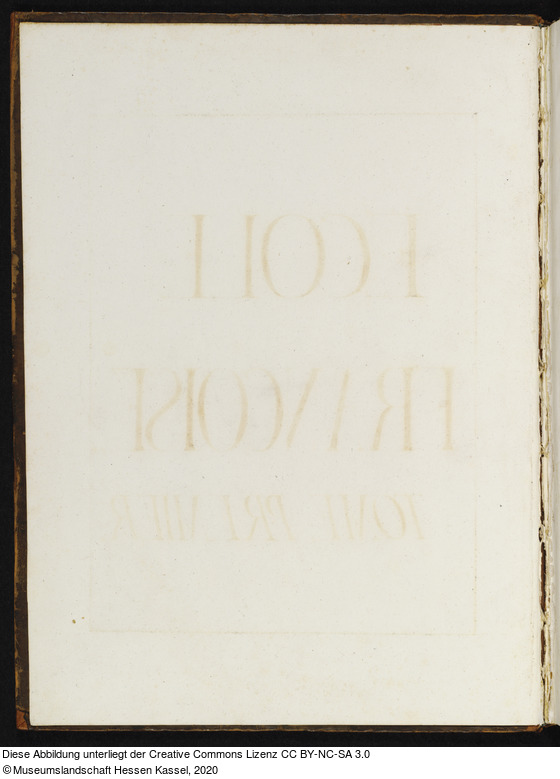 ECOLE
FRANCOISE
TOME PREMIER
Diese Abbildung unterliegt der Creative Commons Lizenz CC BY-NC-SA 3.0
©Museumslandschaft Hessen Kassel, 2020